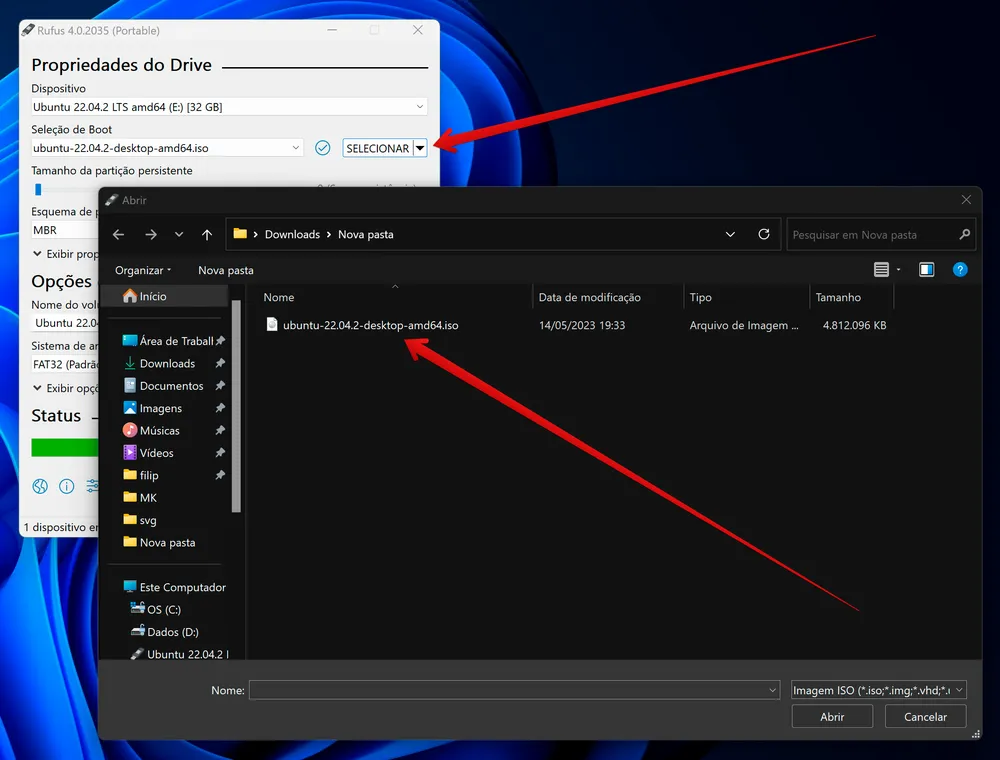 Rufus 4.0.2035 (Portable)
Propriedades do Drive
Dispositivo
Ubuntu 22.04.2 LTS amd64 (E:) [32 GB]
Seleção de Boot
ubuntu-22.04.2-desktop-amd64.iso
SELECIONAR
Tamanho da partição persistente
Esquema de p
MBR
Exibir prop
Opções
Nome do volu
Ubuntu 22.04
Sistema de ar
FAT32 (Padrão
Exibir opçõ
Status
1 dispositivo en
Abrir
Downloads > Nova pasta
Pesquisar em Nova pasta
Organizar
Nova pasta
Início
Área de Traball
Downloads
Documentos
Imagens
Músicas
Vídeos
filip
MK
svg
Nova pasta
Este Computador
OS (C:)
Dados (D:)
Ubuntu 22.04.2 l
Nome Data de modificação Tipo Tamanho
ubuntu-22.04.2-desktop-amd64.iso 14/05/2023 19:33 Arquivo de Imagem ... 4.812.096 KB
Nome:
Imagem ISO (*.iso;*.img;*.vhd;*.
Abrir
Cancelar